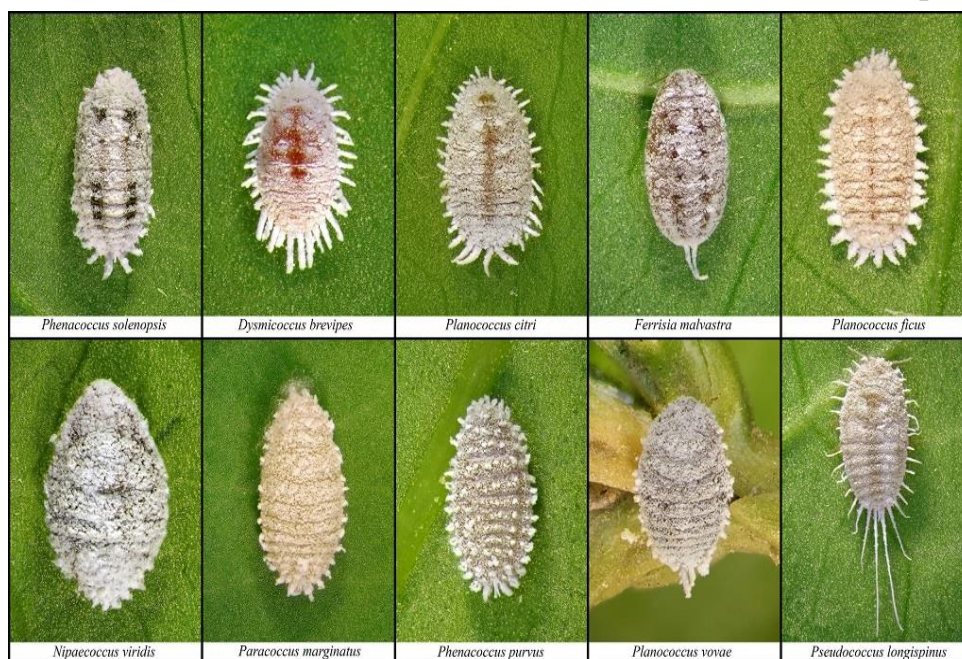 Phenacoccus solenopsis
Dysmicoccus brevipes
Planococcus citri
Ferrisia malvastra
Planococcus ficus
Nipaecoccus viridis
Paracoccus marginatus
Phenacoccus purvus
Planococcus vovae
Pseudococcus longispinus